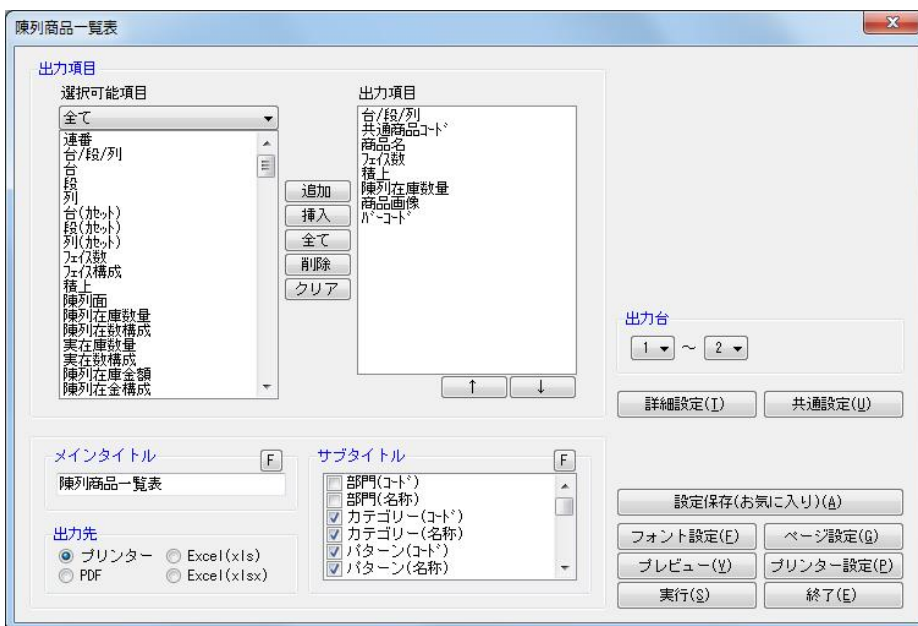 陳列商品一覧表
出力項目
選択可能項目
全て
連番
台/段/列
台
段
列
台(ｶｾｯﾄ)
段(ｶｾｯﾄ)
列(ｶｾｯﾄ)
ﾌｪｲｽ数
ﾌｪｲｽ構成
積上
陳列面
陳列在庫数量
陳列在数構成
実在庫数量
実在数構成
陳列在庫金額
陳列在金構成
追加
挿入
全て
削除
クリア
出力項目
台/段/列
共通商品ｺｰﾄﾞ
商品名
ﾌｪｲｽ数
積上
陳列在庫数量
商品画像
ﾊﾞｰｺｰﾄﾞ
↑ ↓
出力台
1 ～ 2
詳細設定(T) 共通設定(U)
メインタイトル F
陳列商品一覧表
出力先
プリンター Excel(xls)
PDF Excel(xlsx)
サブタイトル F
部門(ｺｰﾄﾞ)
部門(名称)
カテゴリー(ｺｰﾄﾞ)
カテゴリー(名称)
パターン(ｺｰﾄﾞ)
パターン(名称)
設定保存(お気に入り)(A)
フォント設定(F) ページ設定(G)
プレビュー(V) プリンター設定(P)
実行(S) 終了(E)